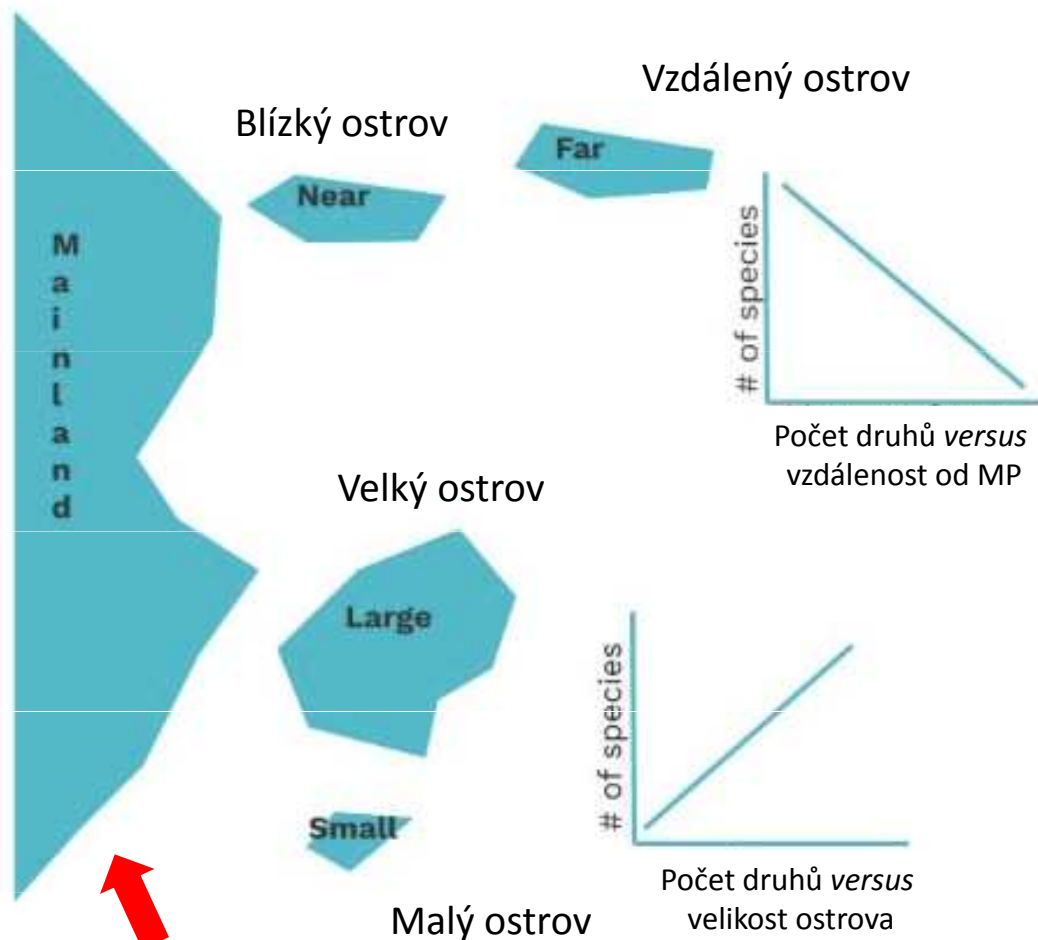 Vzdálený ostrov
Blízký ostrov
Far
Near
Mainland
# of species
Počet druhů versus
vzdálenost od MP
Velký ostrov
Large
# of species
Small
Počet druhů versus
velikost ostrova
Malý ostrov